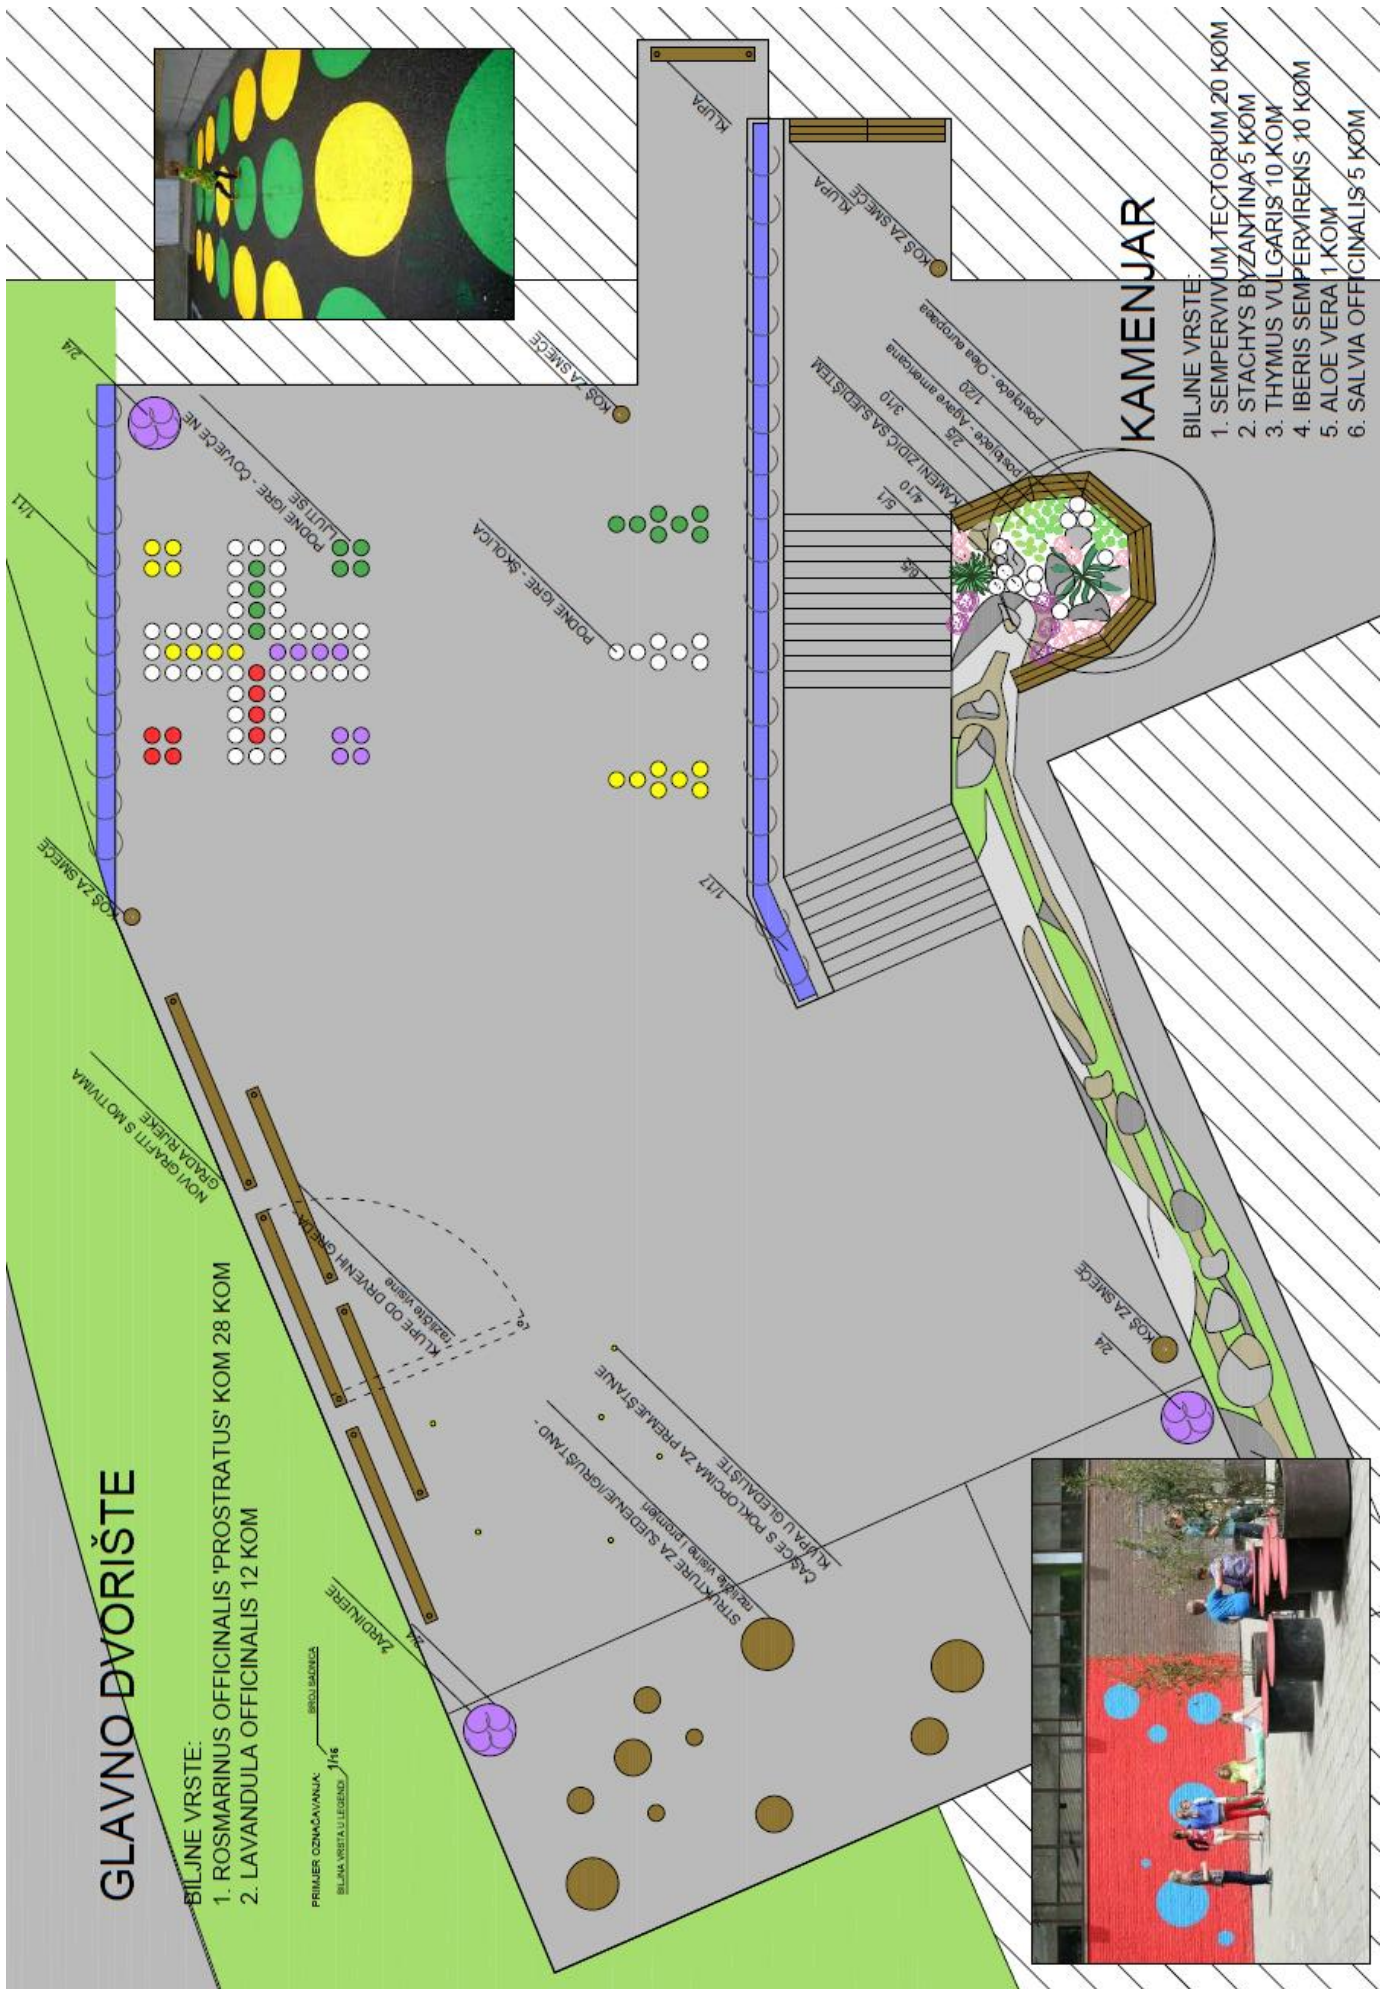 GLAVNO DVORIŠTE
BILJNE VRSTE:
1. ROSMARINUS OFFICINALIS 'PROSTRATUS' KOM 28 KOM
2. LAVANDULA OFFICINALIS 12 KOM
PRIMJER OZNAČAVANJA:
BROJ SADNICA
1/16
BILJNA VRSTA U LEGENDI
KOŠ ZA SMEĆE
1/11
2/4
NOVI GRAFITI S MOTIVIMA
GRADA RIJEKE
PODNE IGRE - ČOVJEČE NE
LJUTI SE
ŽARDINJERE
2/4
KLUPE OD DRVENIH GREDA
različite visine
PODNE IGRE - ŠKOLICA
KOŠ ZA SMEĆE
STRUKTURE ZA SJEDENJE/IGRU/ŠTAND -
različite visine i promjeri
ČAŠICE S POKLOPCIMA ZA PREMJEŠTANJE
KLUPA U GLEDALIŠTE
1/17
KLUPA
KLUPA
KOŠ ZA SMEĆE
6/5
5/1
4/10
KAMENI ZIDIĆ SA SJEDIŠTEM
3/10
2/5
postojeće - Agave americana
1/20
postojeće - Olea europaea
2/4
KOŠ ZA SMEĆE
KAMENJAR
BILJNE VRSTE:
1. SEMPERVIVUM TECTORUM 20 KOM
2. STACHYS BYZANTINA 5 KOM
3. THYMUS VULGARIS 10 KOM
4. IBERIS SEMPERVIRENS 10 KOM
5. ALOE VERA 1 KOM
6. SALVIA OFFICINALIS 5 KOM